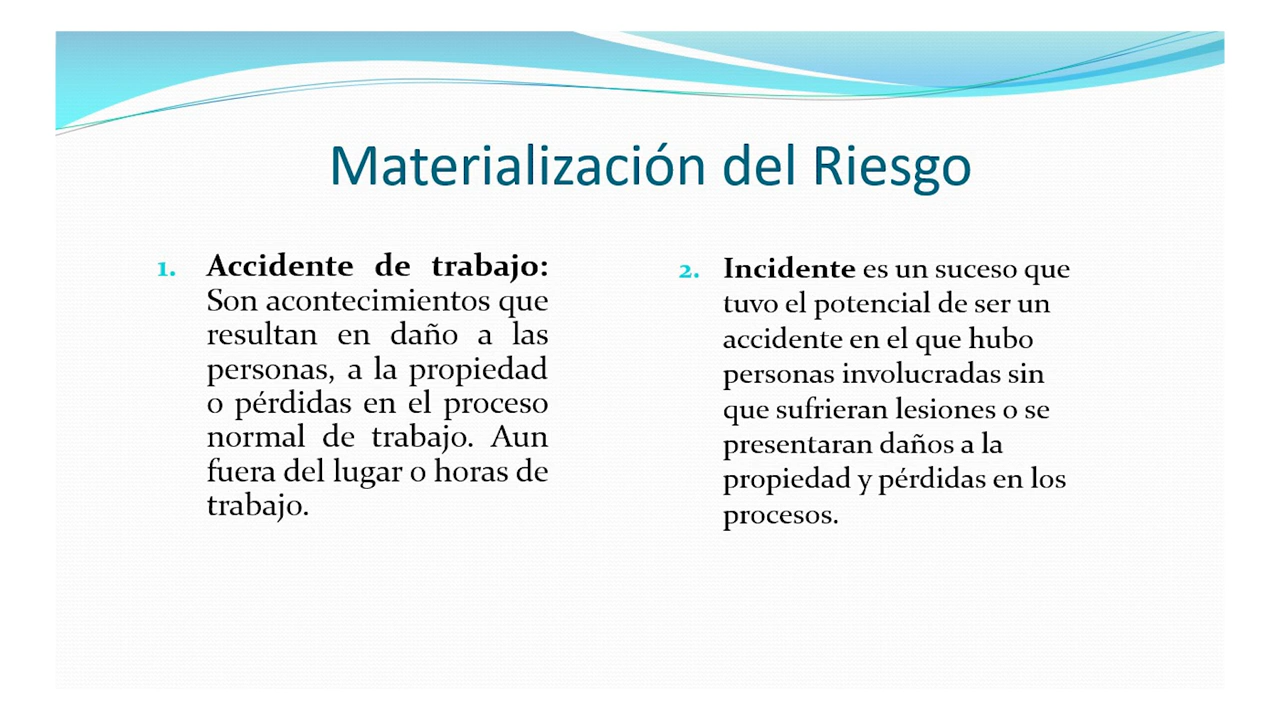 Materialización del Riesgo
1. Accidente de trabajo:
Son acontecimientos que
resultan en daño a las
personas, a la propiedad
o pérdidas en el proceso
normal de trabajo. Aun
fuera del lugar o horas de
trabajo.
2. Incidente es un suceso que
tuvo el potencial de ser un
accidente en el que hubo
personas involucradas sin
que sufrieran lesiones o se
presentaran daños a la
propiedad y pérdidas en los
procesos.